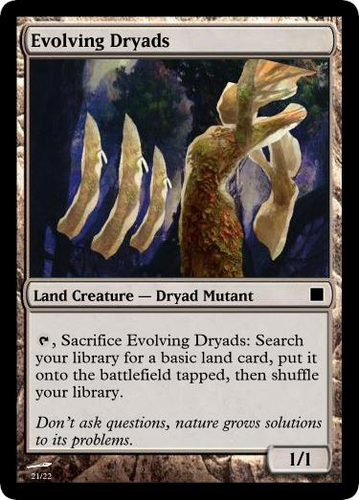 Evolving Dryads
Land Creature — Dryad Mutant
, Sacrifice Evolving Dryads: Search
your library for a basic land card, put it
onto the battlefield tapped, then shuffle
your library.
Don't ask questions, nature grows solutions
to its problems.
1/1
21/22